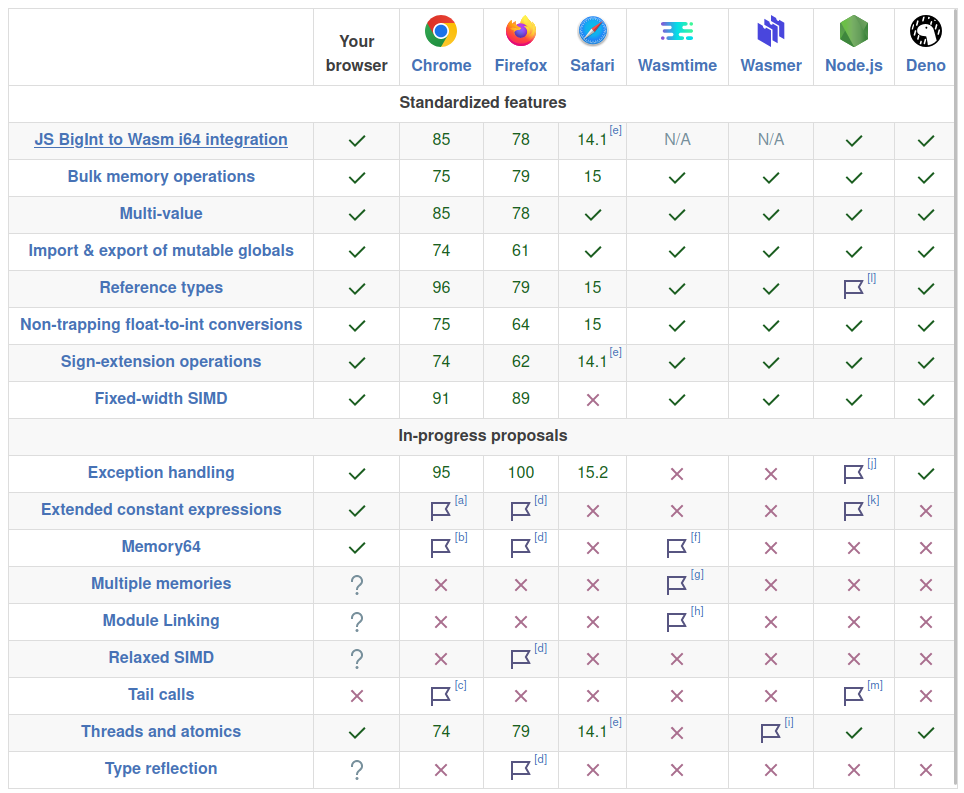 Your browser Chrome Firefox Safari Wasmtime Wasmer Node.js Deno
Standardized features
JS BigInt to Wasm i64 integration ✓ 85 78 14.1[e] N/A N/A ✓ ✓
Bulk memory operations ✓ 75 79 15 ✓ ✓ ✓ ✓
Multi-value ✓ 85 78 ✓ ✓ ✓ ✓ ✓
Import & export of mutable globals ✓ 74 61 ✓ ✓ ✓ ✓ ✓
Reference types ✓ 96 79 15 ✓ ✓ [l] ✓
Non-trapping float-to-int conversions ✓ 75 64 15 ✓ ✓ ✓ ✓
Sign-extension operations ✓ 74 62 14.1[e] ✓ ✓ ✓ ✓
Fixed-width SIMD ✓ 91 89 ✗ ✓ ✓ ✓ ✓
In-progress proposals
Exception handling ✓ 95 100 15.2 ✗ ✗ [j] ✓
Extended constant expressions ✓ [a] [d] ✗ ✗ ✗ [k] ✗
Memory64 ✓ [b] [d] ✗ [f] ✗ ✗ ✗
Multiple memories ? ✗ ✗ ✗ [g] ✗ ✗ ✗
Module Linking ? ✗ ✗ ✗ [h] ✗ ✗ ✗
Relaxed SIMD ? ✗ [d] ✗ ✗ ✗ ✗ ✗
Tail calls ✗ [c] ✗ ✗ ✗ ✗ [m] ✗
Threads and atomics ✓ 74 79 14.1[e] ✗ [i] ✓ ✓
Type reflection ? ✗ [d] ✗ ✗ ✗ ✗ ✗